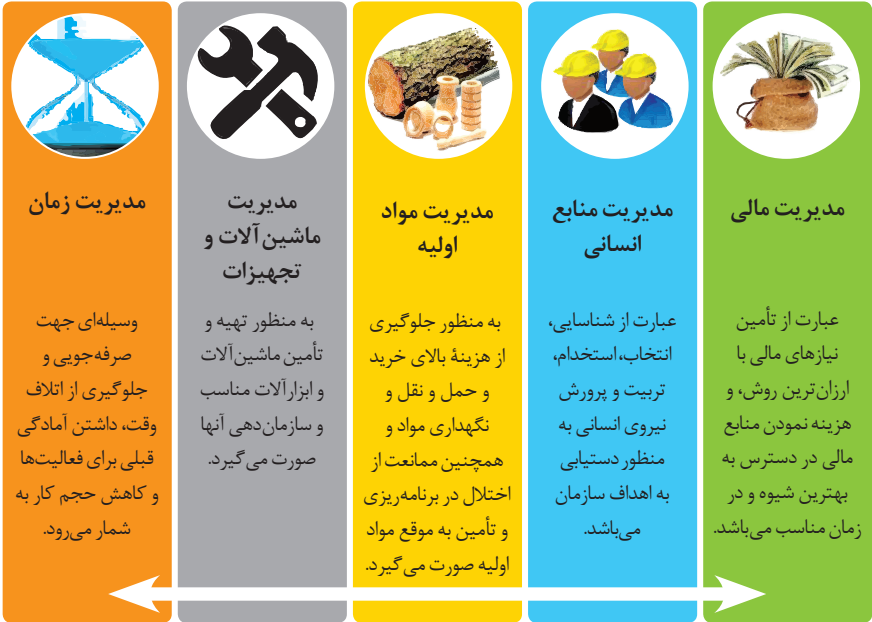 مدیریت مالی
عبارت از تأمین
نیازهای مالی با
ارزان‌ترین روش، و
هزینه نمودن منابع
مالی در دسترس به
بهترین شیوه و در
زمان مناسب می‌باشد.
مدیریت منابع
انسانی
عبارت از شناسایی،
انتخاب، استخدام،
تربیت و پرورش
نیروی انسانی به
منظور دستیابی
به اهداف سازمان
می‌باشد.
مدیریت مواد
اولیه
به منظور جلوگیری
از هزینهٔ بالای خرید
و حمل و نقل و
نگهداری مواد و
همچنین ممانعت از
اختلال در برنامه‌ریزی
و تأمین به موقع مواد
اولیه صورت می‌گیرد.
مدیریت
ماشین‌آلات و
تجهیزات
به منظور تهیه و
تأمین ماشین‌آلات
و ابزارآلات مناسب
و سازمان‌دهی آنها
صورت می‌گیرد.
مدیریت زمان
وسیله‌ای جهت
صرفه‌جویی و
جلوگیری از اتلاف
وقت، داشتن آمادگی
قبلی برای فعالیت‌ها
و کاهش حجم کار به
شمار می‌رود.